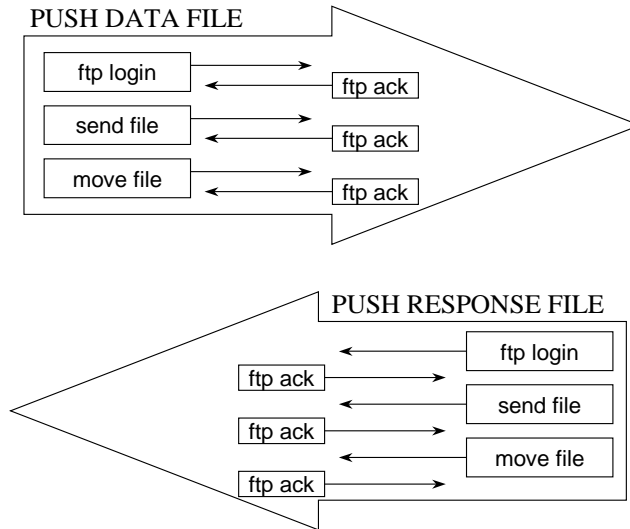 PUSH DATA FILE
ftp login
ftp ack
send file
ftp ack
move file
ftp ack
PUSH RESPONSE FILE
ftp login
ftp ack
send file
ftp ack
move file
ftp ack